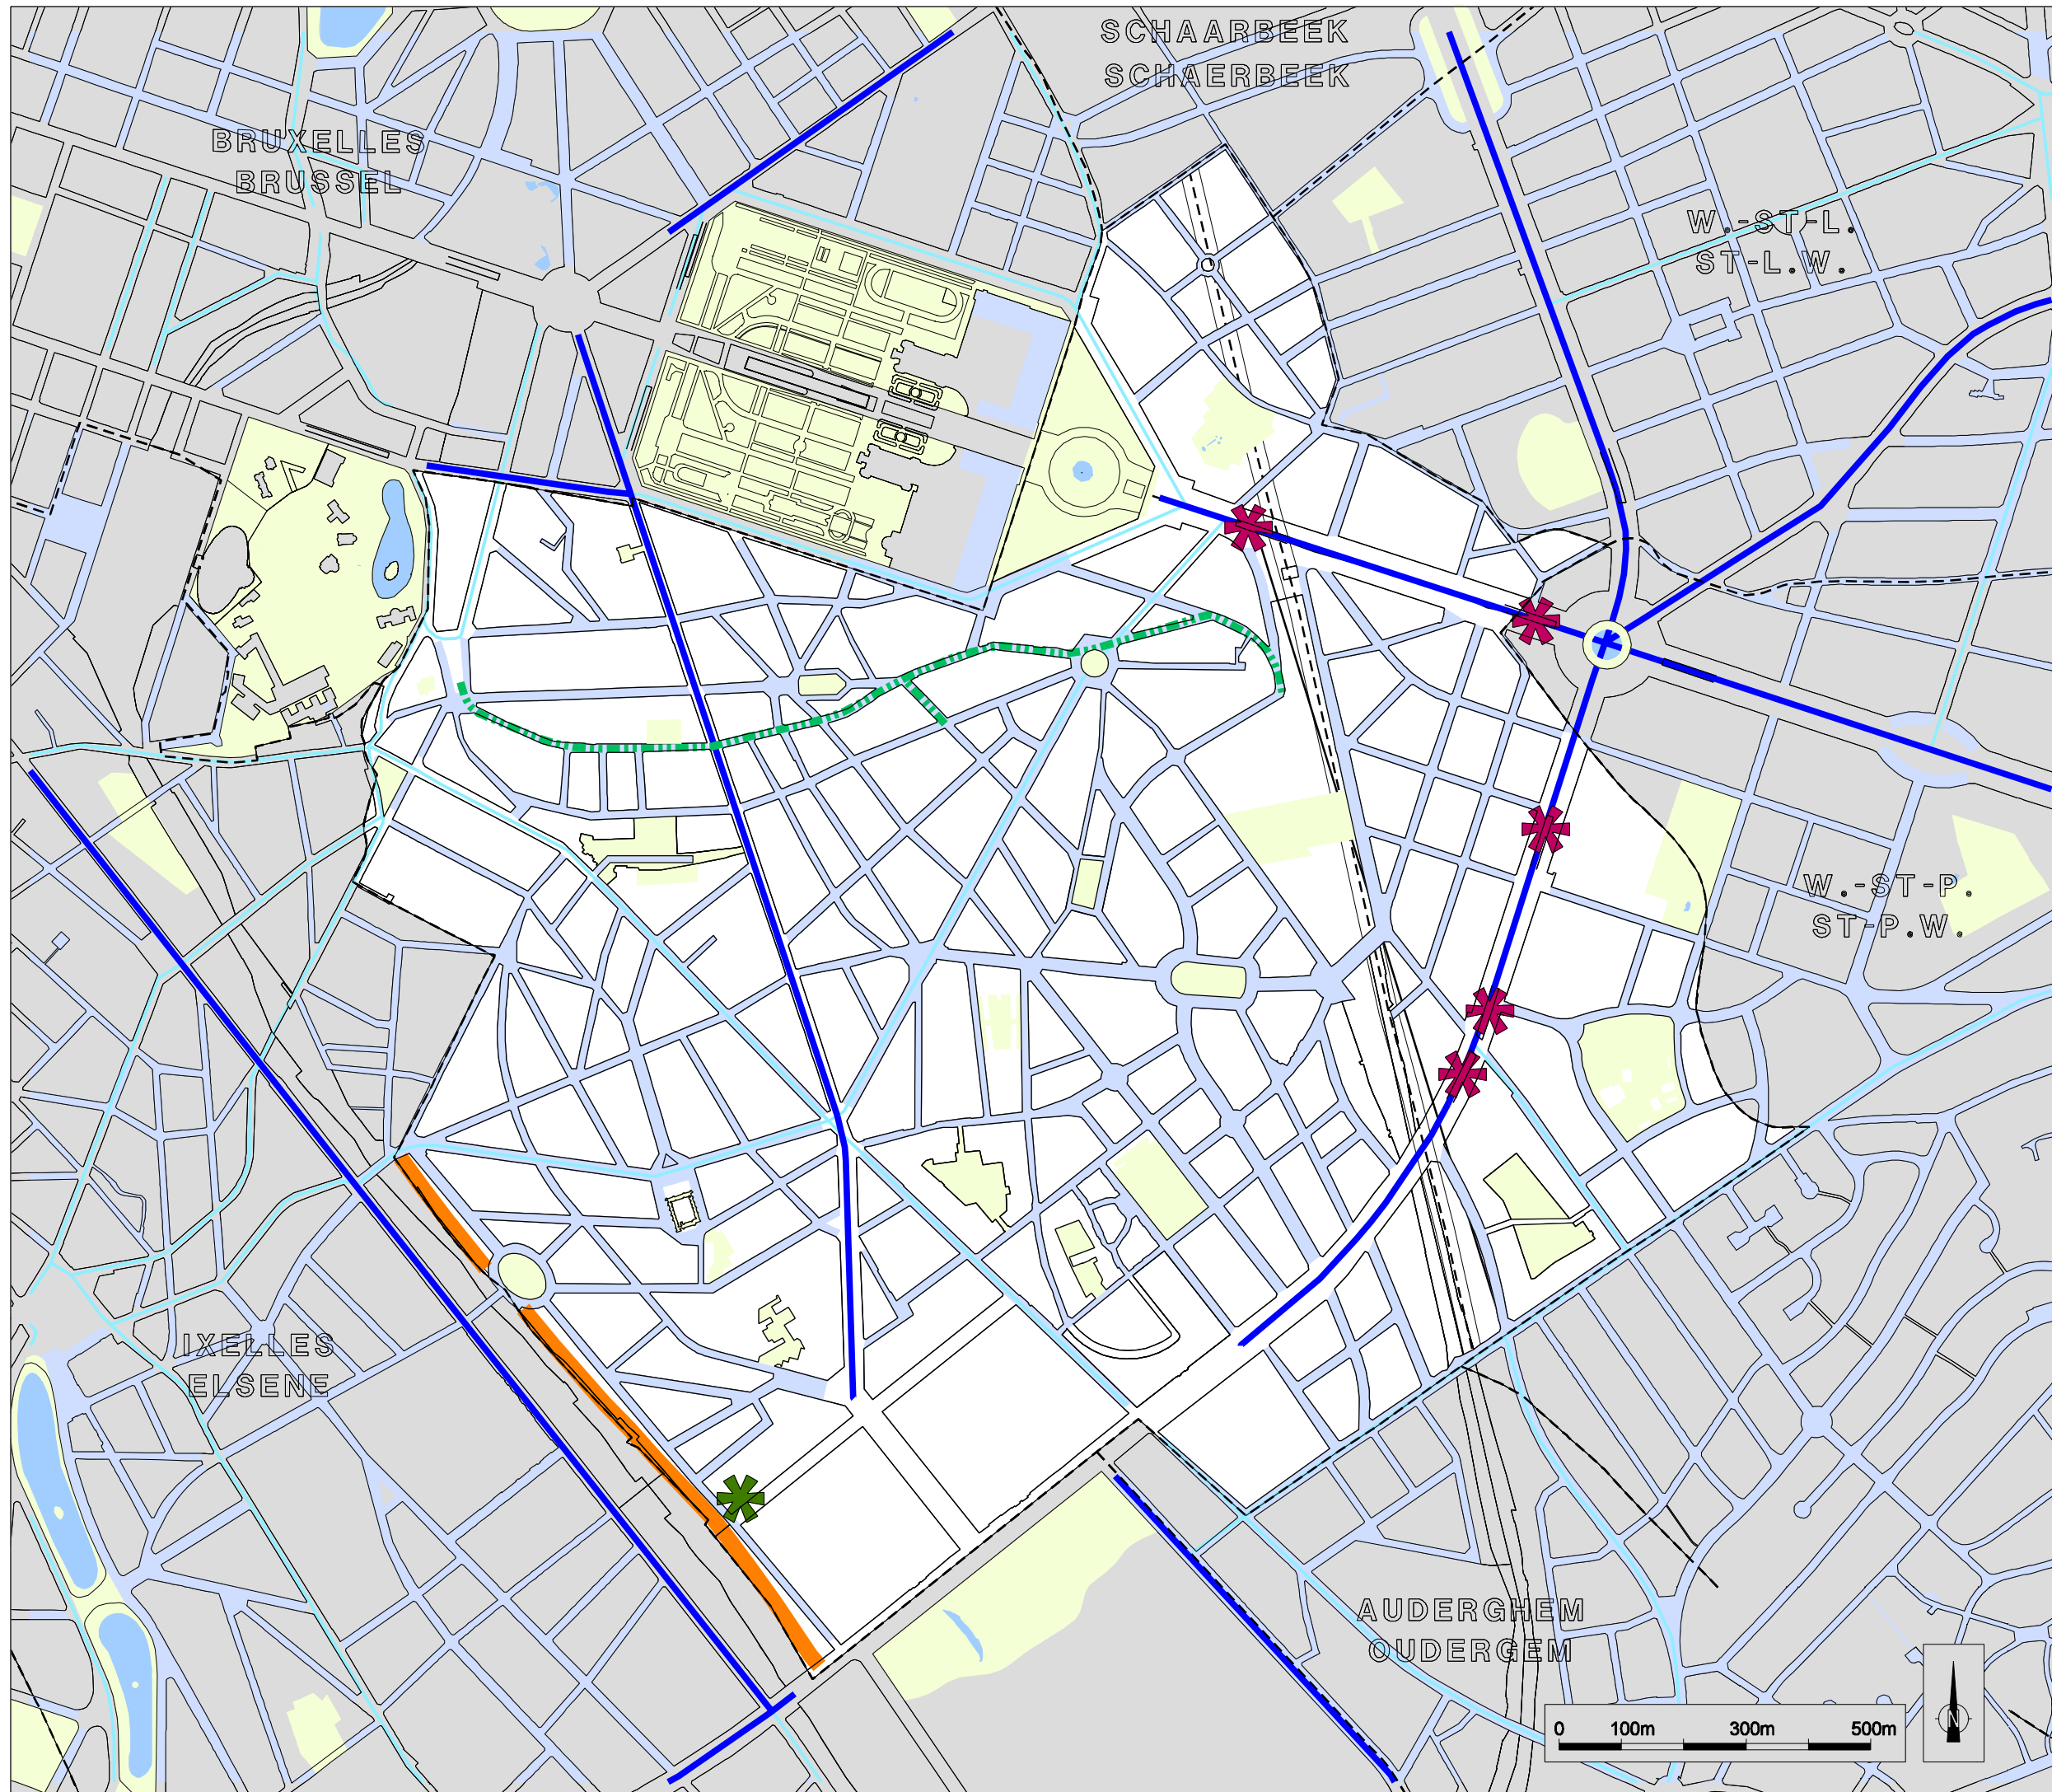 SCHAARBEEK
SCHAERBEEK
BRUXELLES
BRUSSEL
W.-ST-L.
ST-L.W.
W.-ST-P.
ST-P.W.
IXELLES
ELSENE
AUDERGHEM
OUDERGEM
0 100m 300m 500m
N